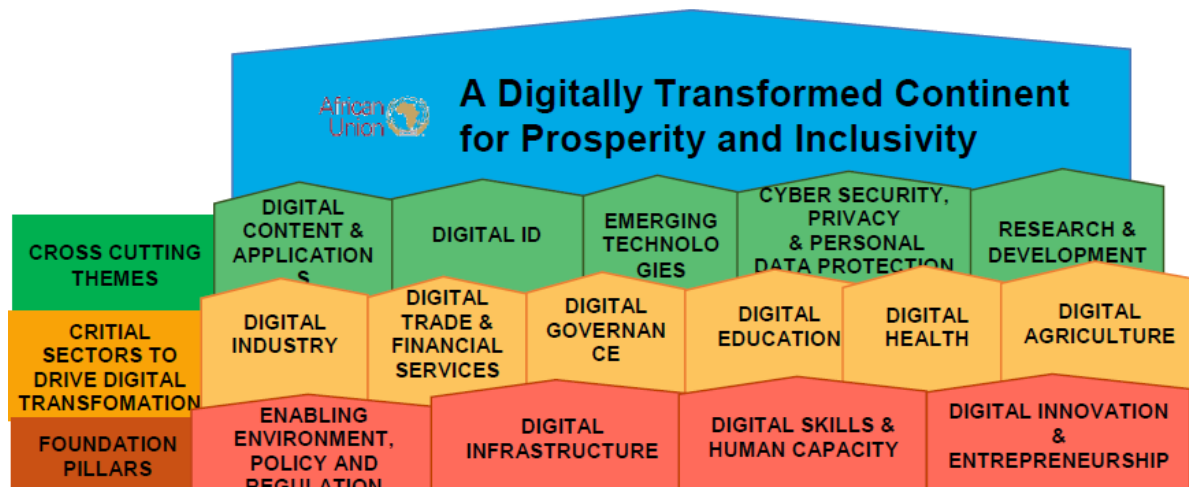 African
Union
A Digitally Transformed Continent
for Prosperity and Inclusivity
CROSS CUTTING
THEMES
DIGITAL
CONTENT &
APPLICATION
S
DIGITAL ID
EMERGING
TECHNOLO
GIES
CYBER SECURITY,
PRIVACY
& PERSONAL
DATA PROTECTION
RESEARCH &
DEVELOPMENT
CRITIAL
SECTORS TO
DRIVE DIGITAL
TRANSFOMATION
DIGITAL
INDUSTRY
DIGITAL
TRADE &
FINANCIAL
SERVICES
DIGITAL
GOVERNAN
CE
DIGITAL
EDUCATION
DIGITAL
HEALTH
DIGITAL
AGRICULTURE
FOUNDATION
PILLARS
ENABLING
ENVIRONMENT,
POLICY AND
REGULATION
DIGITAL
INFRASTRUCTURE
DIGITAL SKILLS &
HUMAN CAPACITY
DIGITAL INNOVATION
&
ENTREPRENEURSHIP